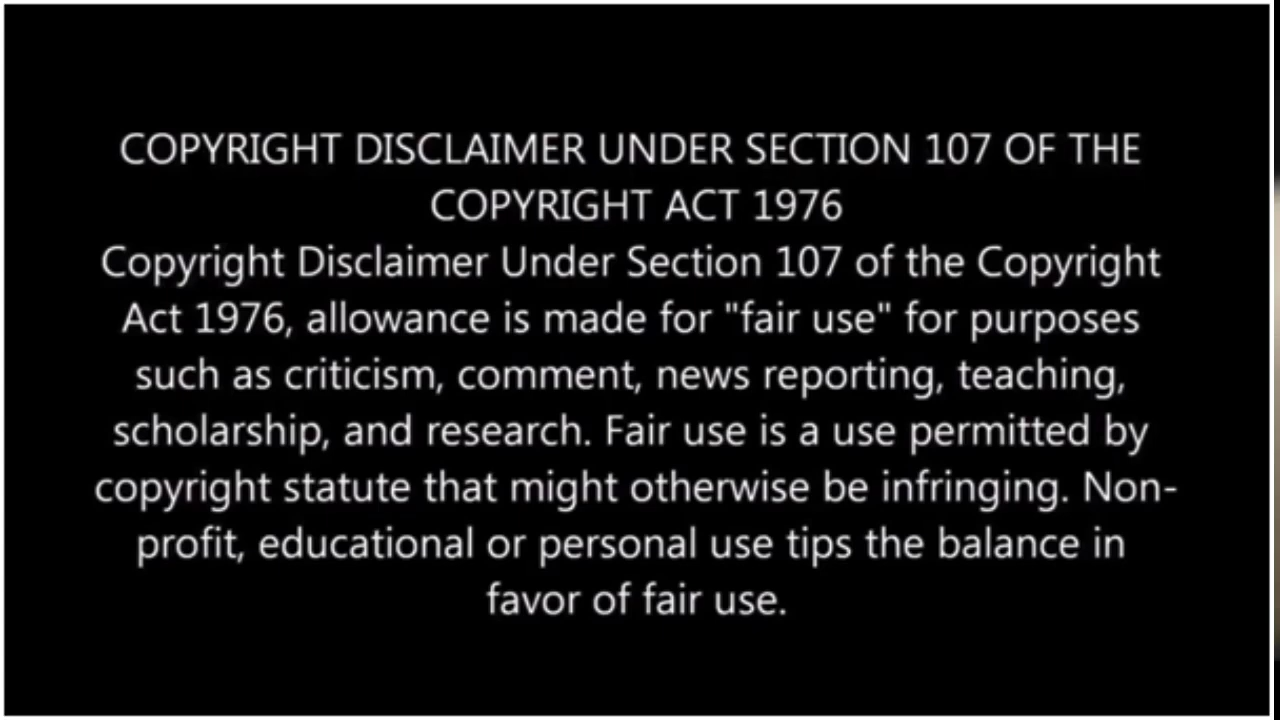 COPYRIGHT DISCLAIMER UNDER SECTION 107 OF THE
COPYRIGHT ACT 1976
Copyright Disclaimer Under Section 107 of the Copyright
Act 1976, allowance is made for "fair use" for purposes
such as criticism, comment, news reporting, teaching,
scholarship, and research. Fair use is a use permitted by
copyright statute that might otherwise be infringing. Non-
profit, educational or personal use tips the balance in
favor of fair use.